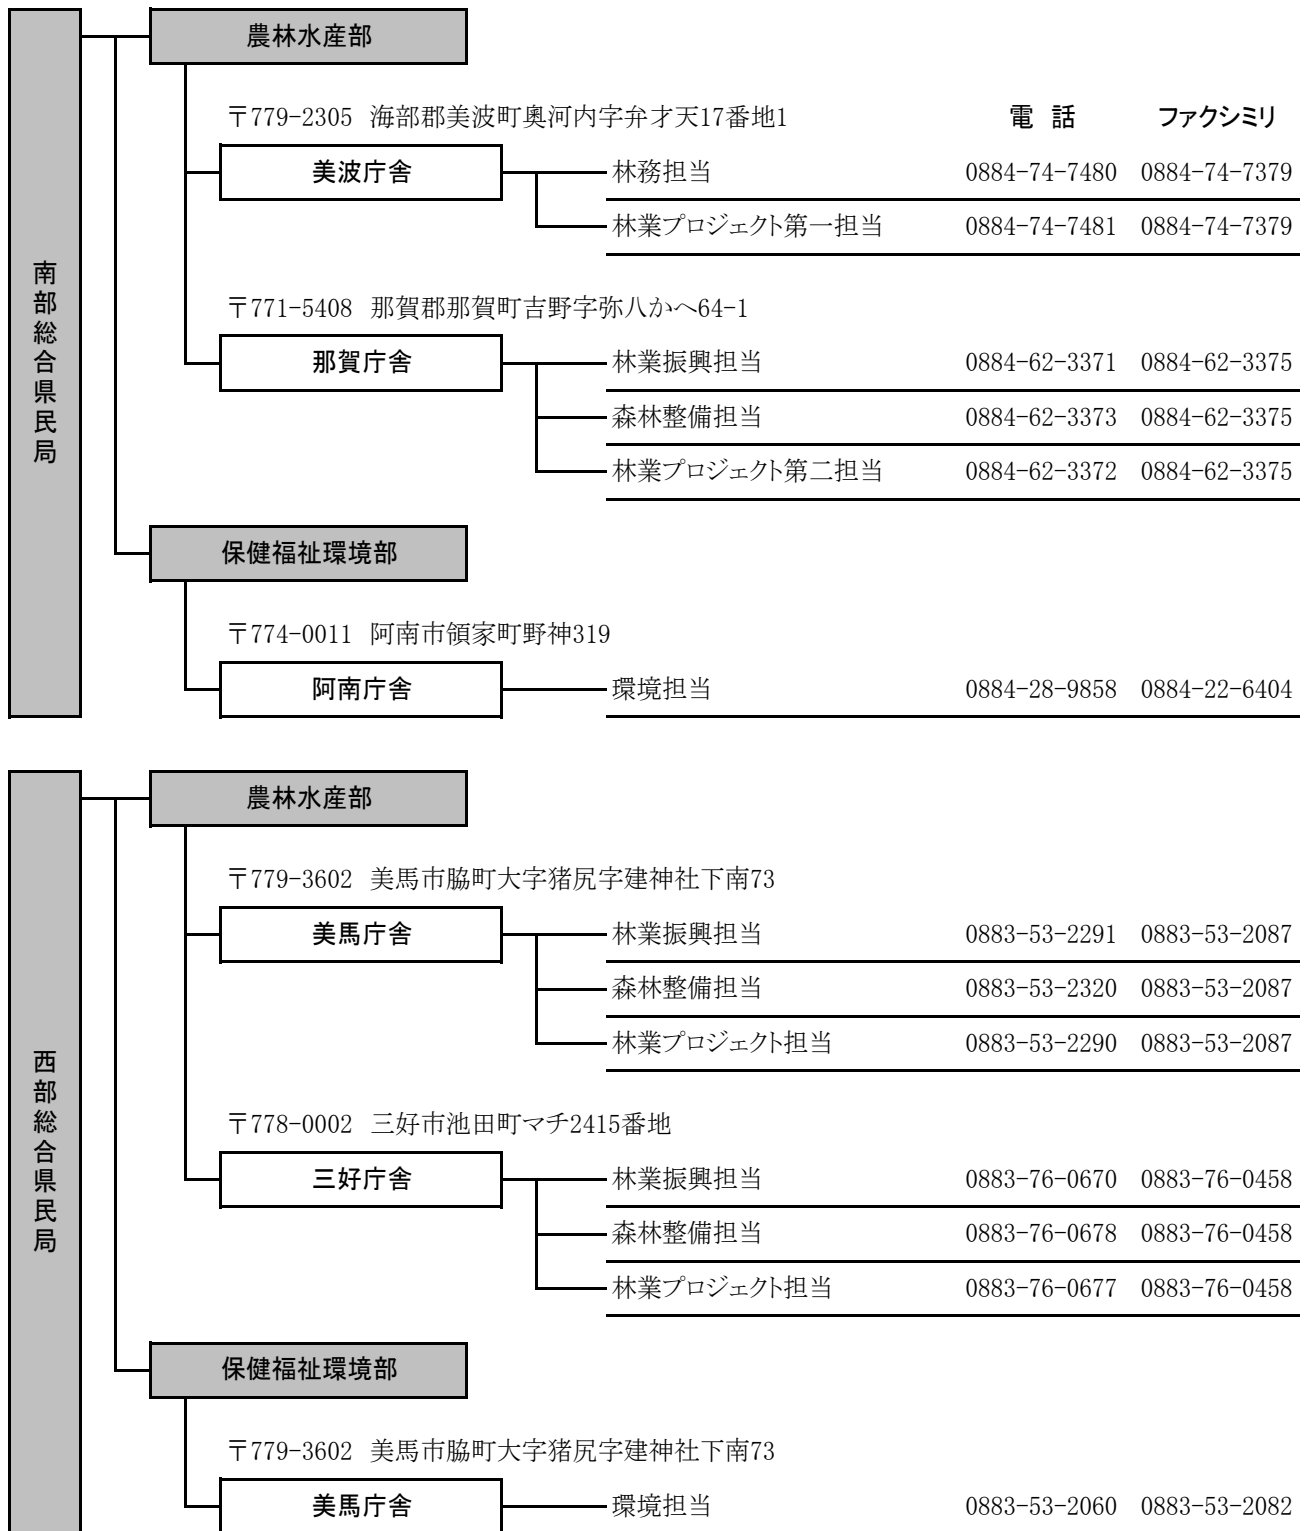 南部総合県民局
農林水産部
〒779-2305 海部郡美波町奥河内字弁才天17番地1 電 話 ファクシミリ
美波庁舎 林務担当 0884-74-7480 0884-74-7379
林業プロジェクト第一担当 0884-74-7481 0884-74-7379
〒771-5408 那賀郡那賀町吉野字弥八かへ64-1
那賀庁舎 林業振興担当 0884-62-3371 0884-62-3375
森林整備担当 0884-62-3373 0884-62-3375
林業プロジェクト第二担当 0884-62-3372 0884-62-3375
保健福祉環境部
〒774-0011 阿南市領家町野神319
阿南庁舎 環境担当 0884-28-9858 0884-22-6404
西部総合県民局
農林水産部
〒779-3602 美馬市脇町大字猪尻字建神社下南73
美馬庁舎 林業振興担当 0883-53-2291 0883-53-2087
森林整備担当 0883-53-2320 0883-53-2087
林業プロジェクト担当 0883-53-2290 0883-53-2087
〒778-0002 三好市池田町マチ2415番地
三好庁舎 林業振興担当 0883-76-0670 0883-76-0458
森林整備担当 0883-76-0678 0883-76-0458
林業プロジェクト担当 0883-76-0677 0883-76-0458
保健福祉環境部
〒779-3602 美馬市脇町大字猪尻字建神社下南73
美馬庁舎 環境担当 0883-53-2060 0883-53-2082